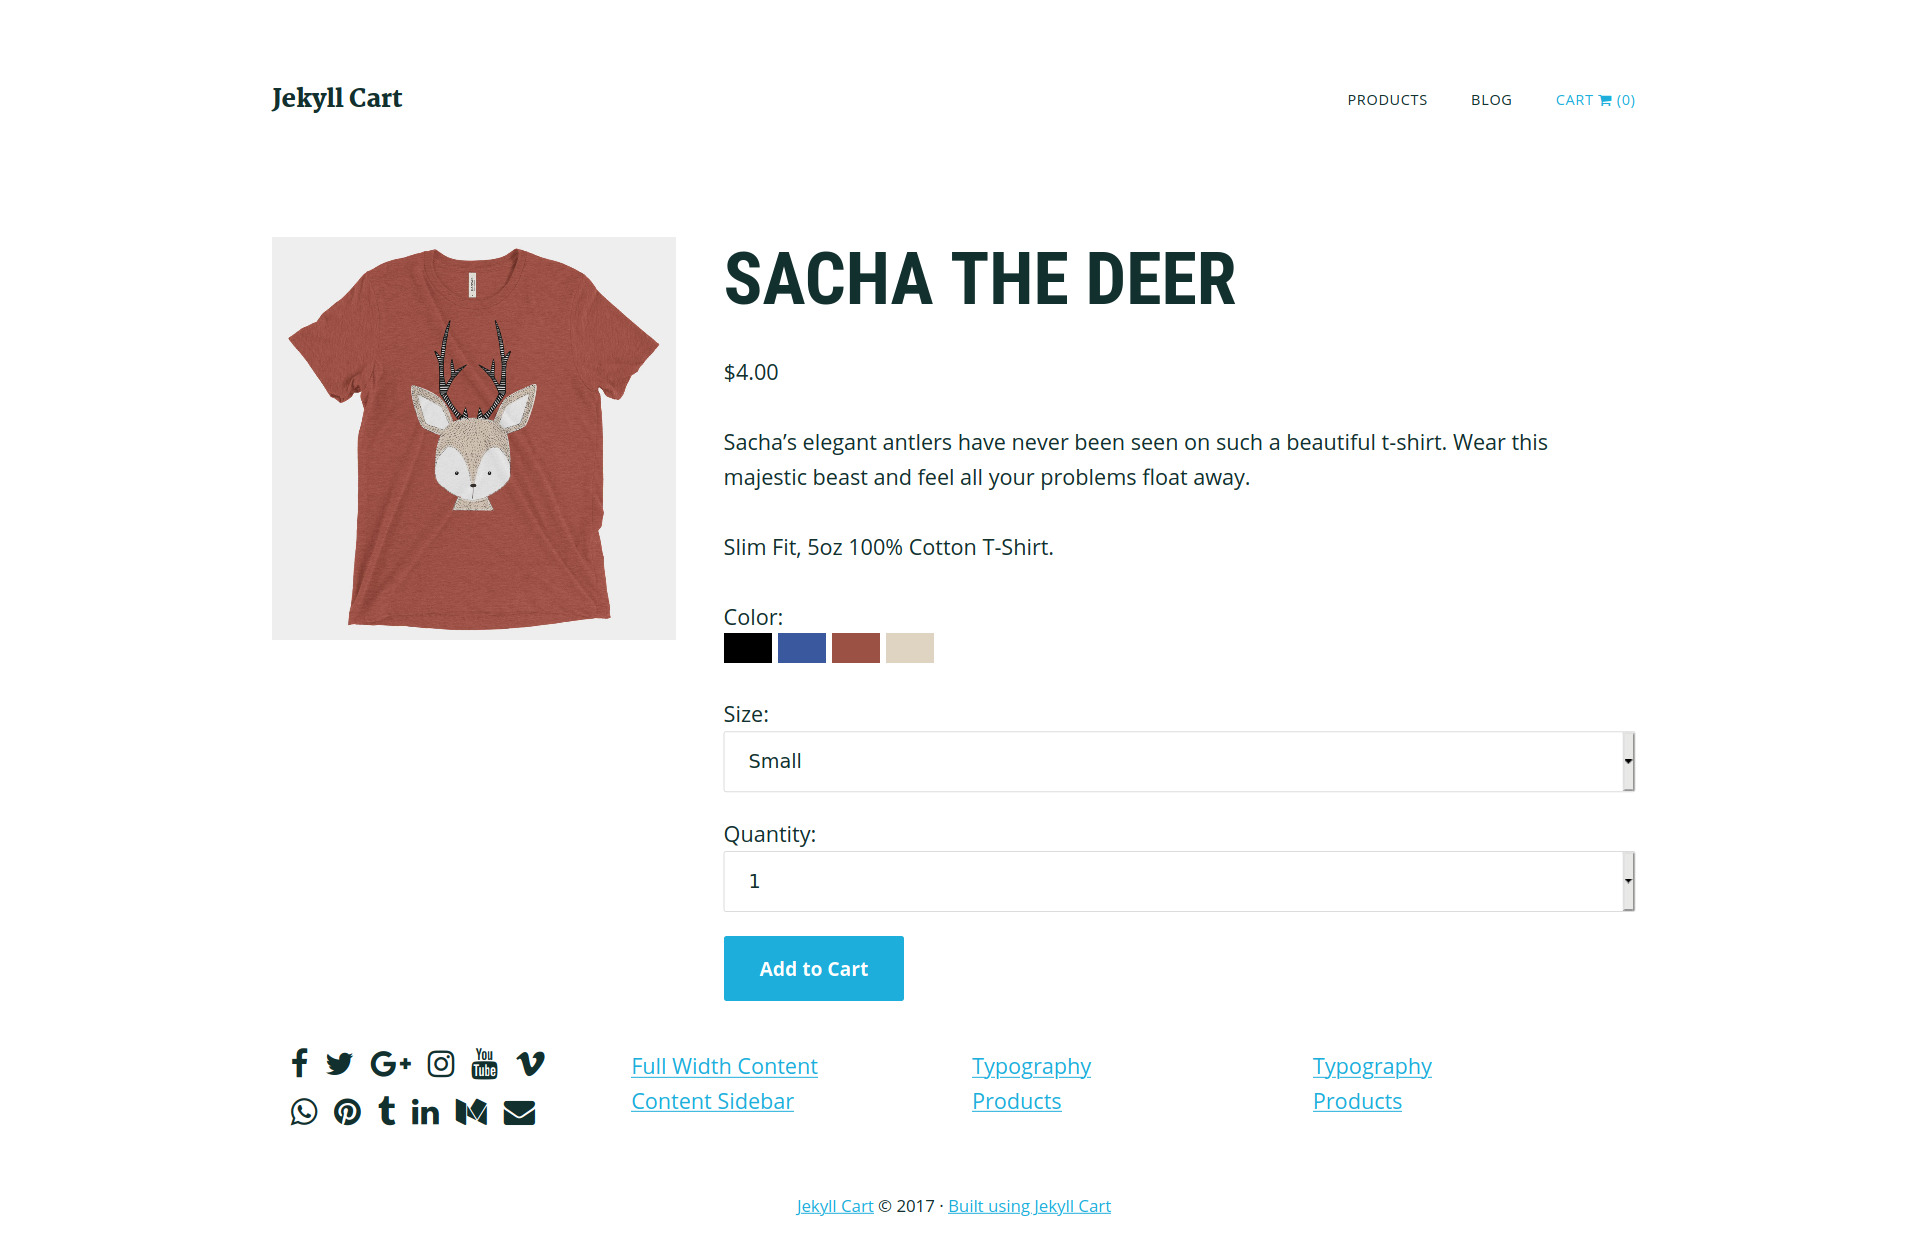 Jekyll Cart
PRODUCTS
BLOG
CART (0)
SACHA THE DEER
$4.00
Sacha’s elegant antlers have never been seen on such a beautiful t-shirt. Wear this
majestic beast and feel all your problems float away.
Slim Fit, 5oz 100% Cotton T-Shirt.
Color:
Size:
Small
Quantity:
1
Add to Cart
You
Tube
Full Width Content
Content Sidebar
Typography
Products
Typography
Products
Jekyll Cart © 2017 · Built using Jekyll Cart